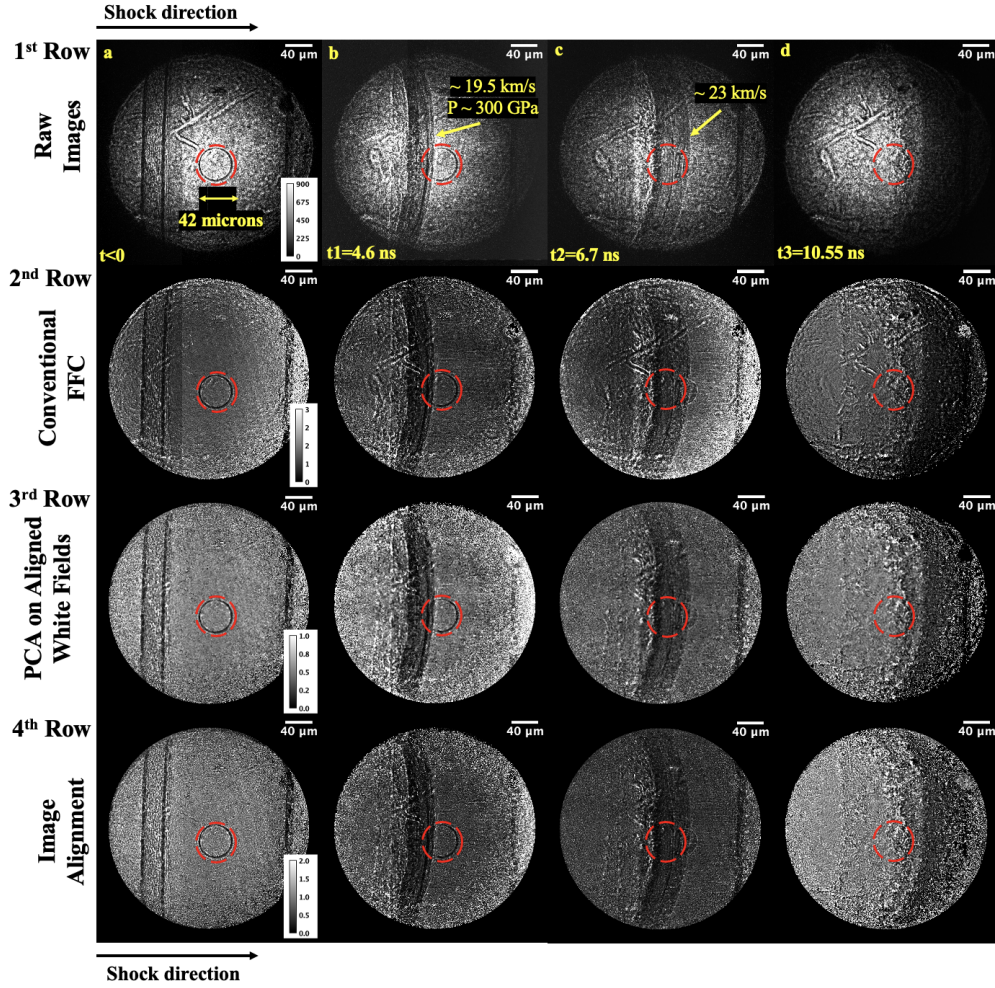 Shock direction
1st Row
Raw
Images
a
40 µm
42 microns
t<0
900
675
450
225
0
b
40 µm
~ 19.5 km/s
P ~ 300 GPa
t1=4.6 ns
c
40 µm
~ 23 km/s
t2=6.7 ns
d
40 µm
t3=10.55 ns
2nd Row
Conventional
FFC
40 µm
3
2
1
0
40 µm
40 µm
40 µm
3rd Row
PCA on Aligned
White Fields
40 µm
1.0
0.8
0.5
0.2
0.0
40 µm
40 µm
40 µm
4th Row
Image
Alignment
40 µm
2.0
1.5
1.0
0.5
0.0
40 µm
40 µm
40 µm
Shock direction